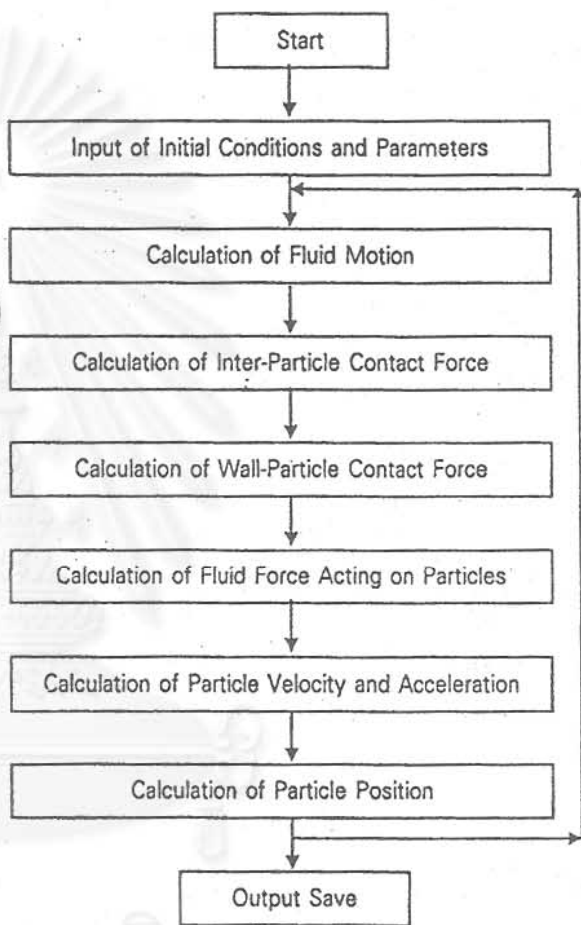 Start
Input of Initial Conditions and Parameters
Calculation of Fluid Motion
Calculation of Inter-Particle Contact Force
Calculation of Wall-Particle Contact Force
Calculation of Fluid Force Acting on Particles
Calculation of Particle Velocity and Acceleration
Calculation of Particle Position
Output Save